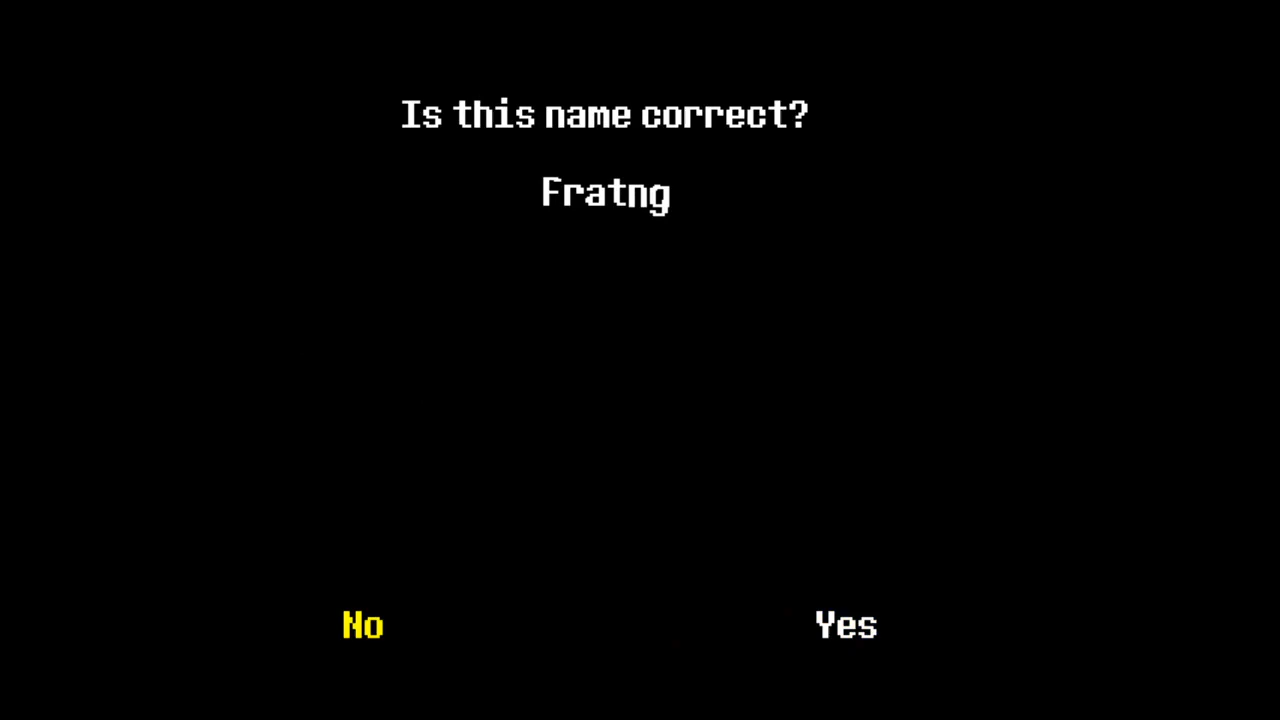 Is this name correct?
Fratng
No
Yes